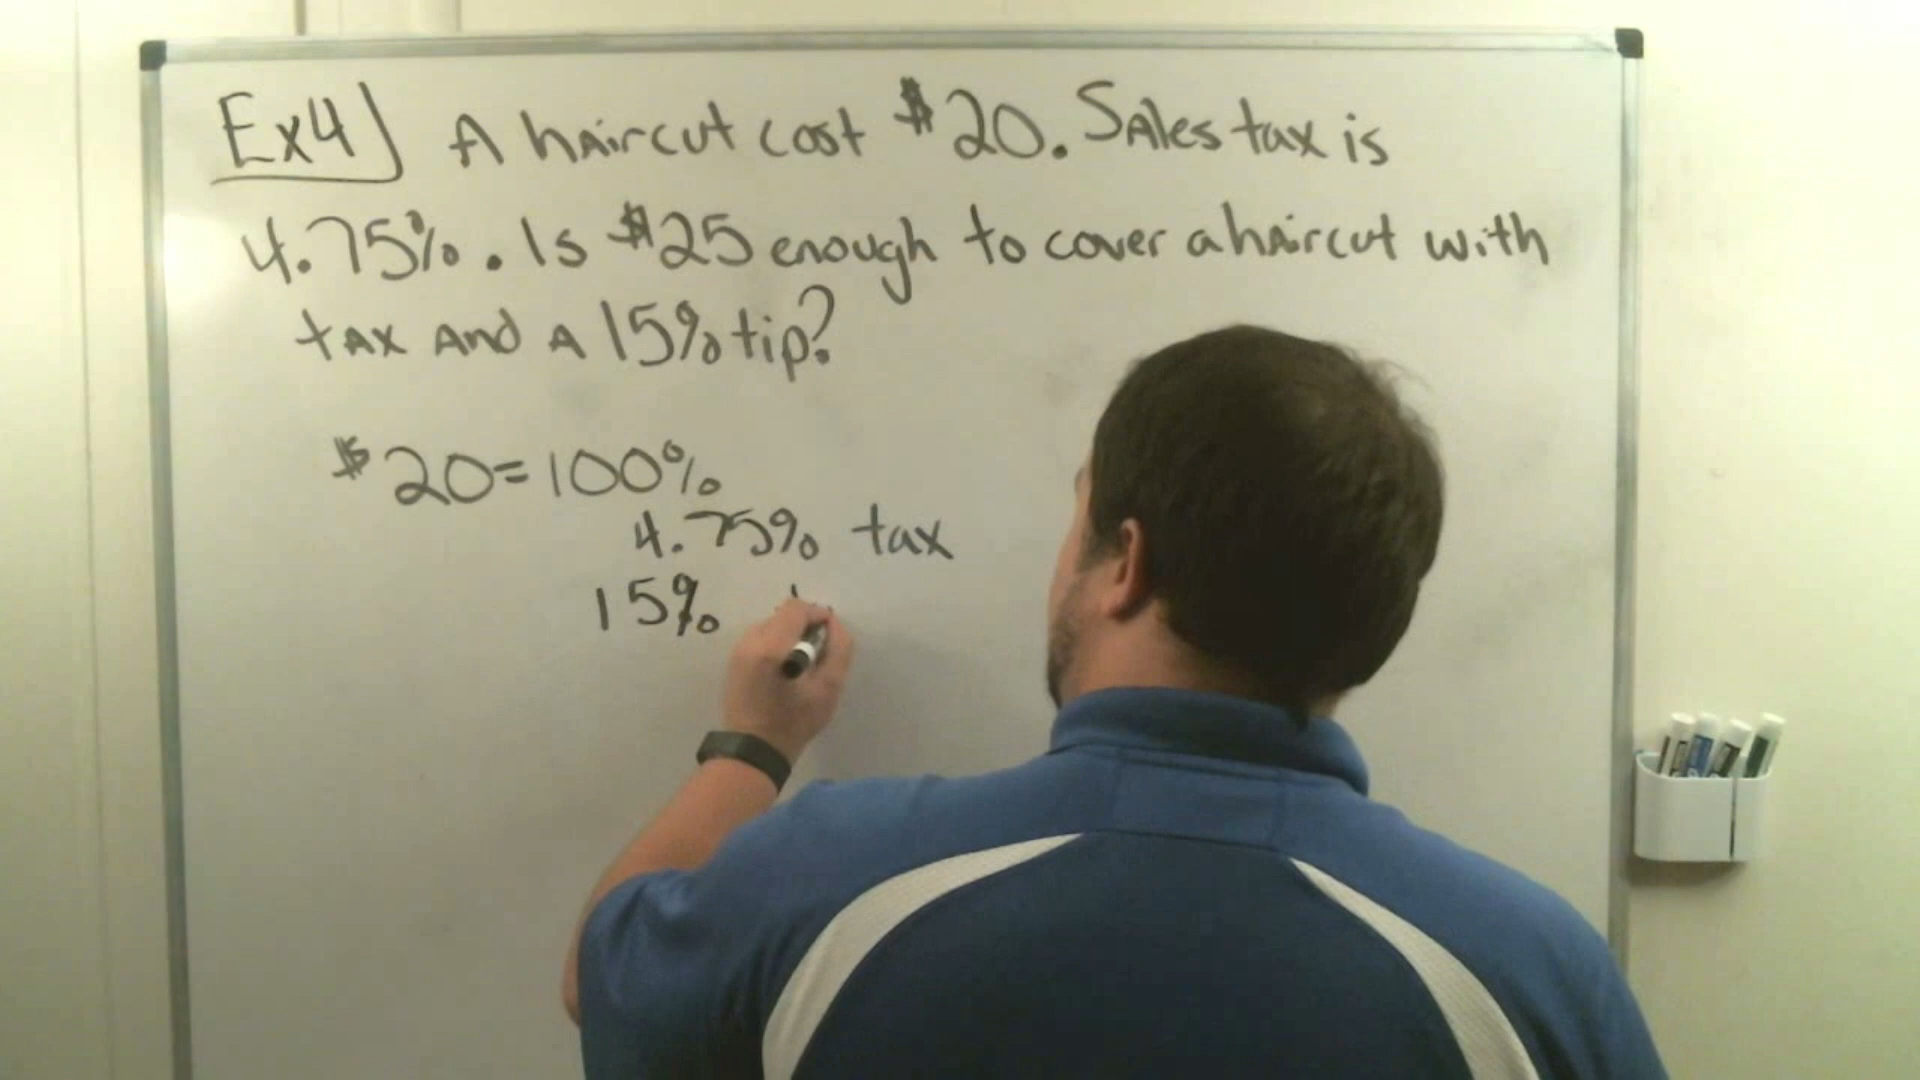 Ex4) A haircut cost $20. Sales tax is
4.75%. Is $25 enough to cover a haircut with
tax and a 15% tip?
$20=100%
4.75% tax
15%